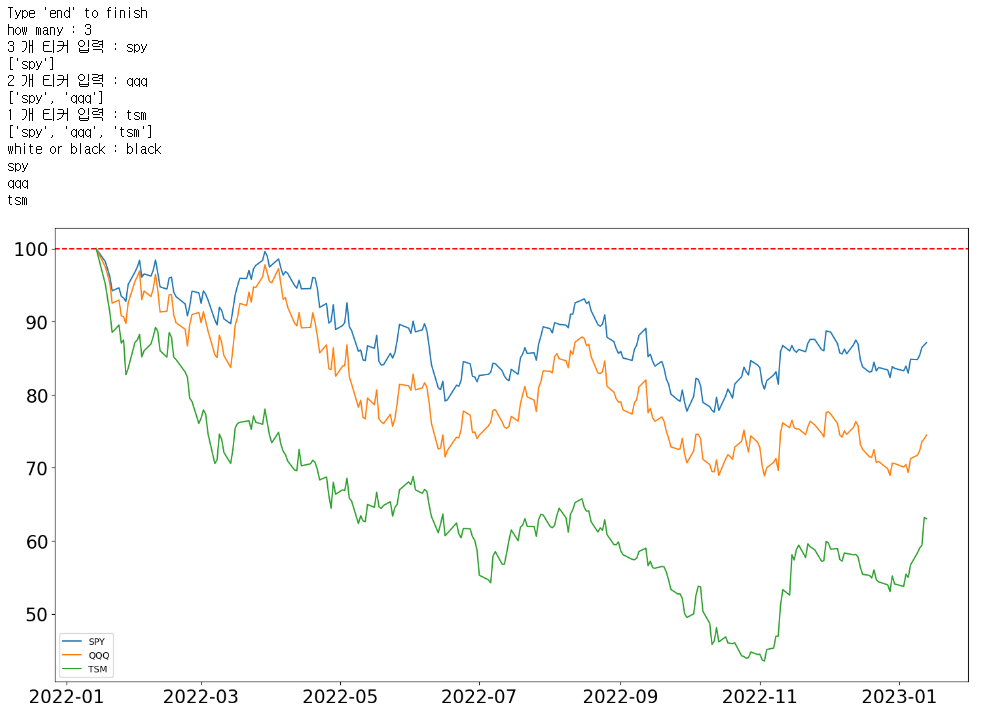 Type 'end' to finish
how many : 3
3 개 티커 입력 : spy
['spy']
2 개 티커 입력 : qqq
['spy', 'qqq']
1 개 티커 입력 : tsm
['spy', 'qqq', 'tsm']
white or black : black
spy
qqq
tsm
100
90
80
70
60
50
SPY
QQQ
TSM
2022-01 2022-03 2022-05 2022-07 2022-09 2022-11 2023-01